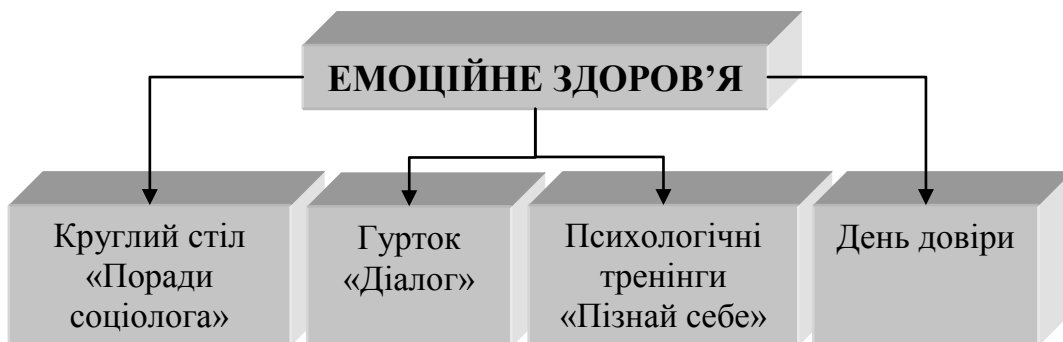 ЕМОЦІЙНЕ ЗДОРОВ’Я
Круглий стіл
«Поради
соціолога»
Гурток
«Діалог»
Психологічні
тренінги
«Пізнай себе»
День довіри